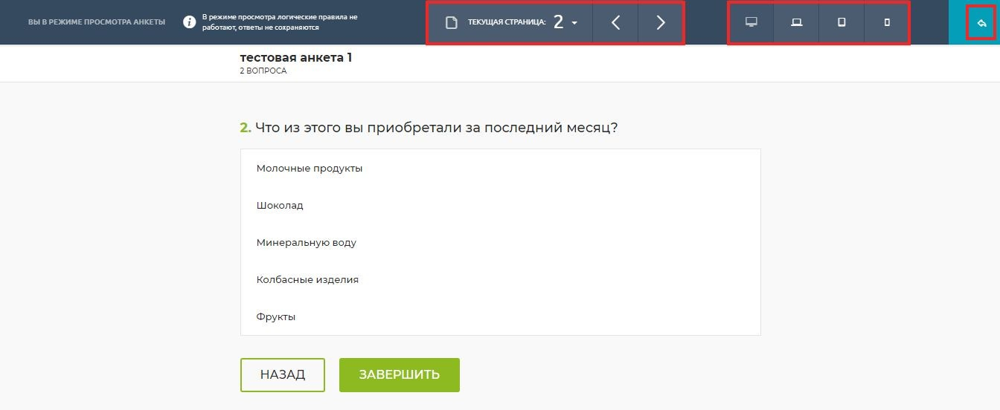 ВЫ В РЕЖИМЕ ПРОСМОТРА АНКЕТЫ
В режиме просмотра логические правила не
работают, ответы не сохраняются
ТЕКУЩАЯ СТРАНИЦА: 2
тестовая анкета 1
2 ВОПРОСА
2. Что из этого вы приобретали за последний месяц?
Молочные продукты
Шоколад
Минеральную воду
Колбасные изделия
Фрукты
НАЗАД
ЗАВЕРШИТЬ